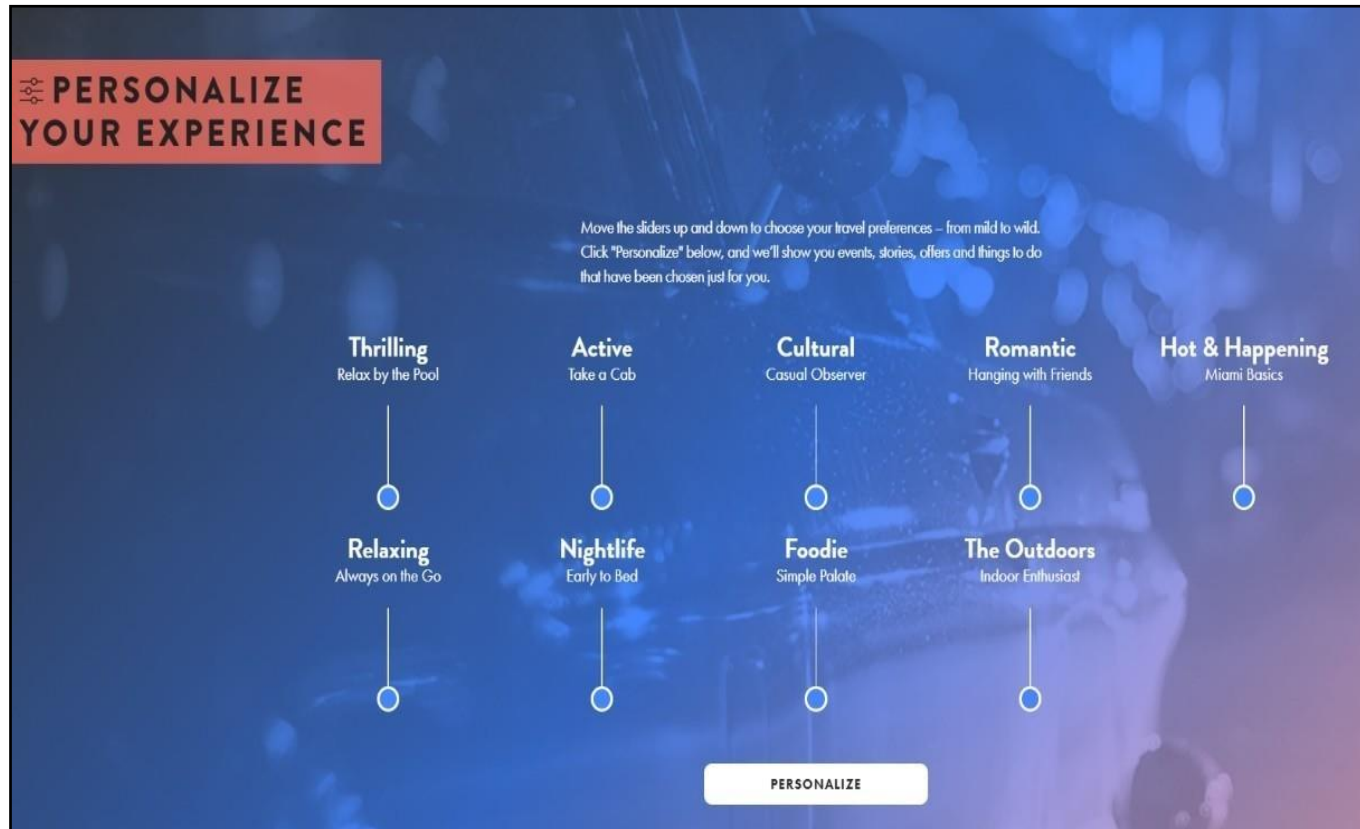 PERSONALIZE
YOUR EXPERIENCE
Move the sliders up and down to choose your travel preferences – from mild to wild.
Click "Personalize" below, and we'll show you events, stories, offers and things to do
that have been chosen just for you.
Thrilling
Relax by the Pool
Active
Take a Cab
Cultural
Casual Observer
Romantic
Hanging with Friends
Hot & Happening
Miami Basics
Relaxing
Always on the Go
Nightlife
Early to Bed
Foodie
Simple Palate
The Outdoors
Indoor Enthusiast
PERSONALIZE